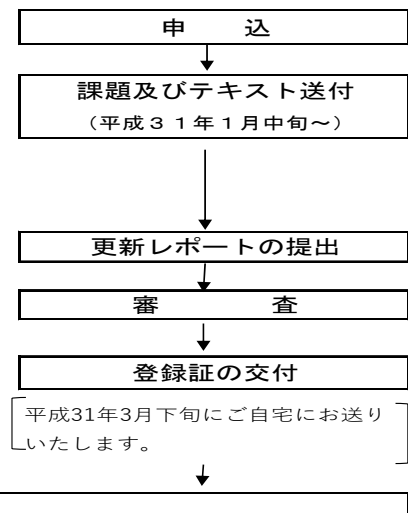 申　　込
課題及びテキスト送付
（平成３１年１月中旬～）
更新レポートの提出
審　　査
登録証の交付
平成31年3月下旬にご自宅にお送り
いたします。